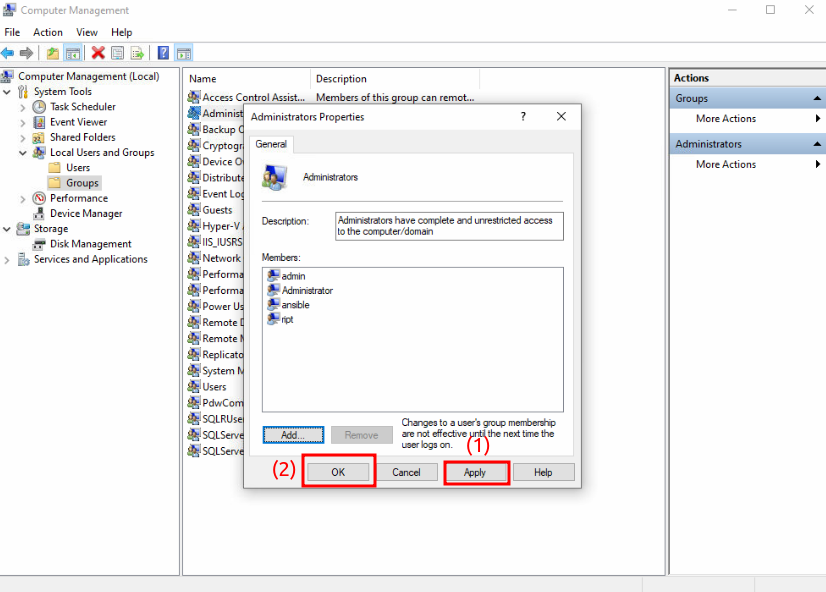 Computer Management
File Action View Help
Computer Management (Local)
System Tools
Task Scheduler
Event Viewer
Shared Folders
Local Users and Groups
Users
Groups
Performance
Device Manager
Storage
Disk Management
Services and Applications
Name Description
Access Control Assist... Members of this group can remot...
Administ
Backup C
Cryptogra
Device O
Distribute
Event Log
Guests
Hyper-V A
IIS_IUSRS
Network
Performa
Performa
Power Us
Remote D
Remote M
Replicato
System M
Users
PdwCom
SQLRUser
SQLServe
SQLServe
Administrators Properties
?
General
Administrators
Description:
Administrators have complete and unrestricted access
to the computer/domain
Members:
admin
Administrator
ansible
ript
Add... Remove
Changes to a user's group membership
are not effective until the next time the
user logs on.
(1)
(2)
OK Cancel Apply Help
Actions
Groups
More Actions
Administrators
More Actions